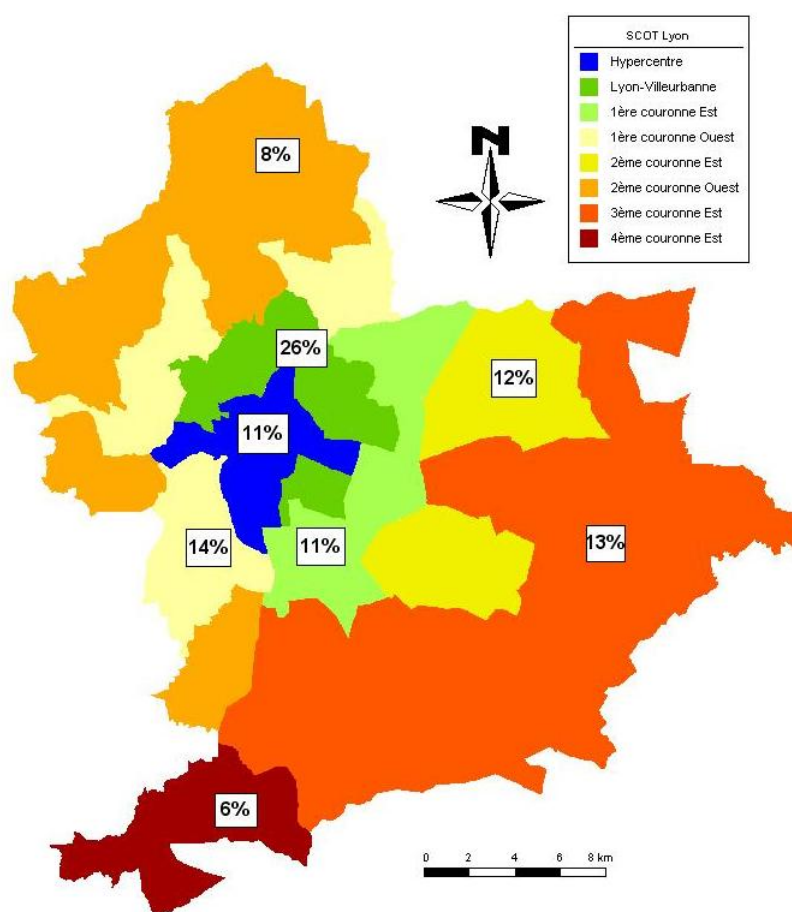 SCOT Lyon
Hypercentre
Lyon-Villeurbanne
1ère couronne Est
1ère couronne Ouest
2ème couronne Est
2ème couronne Ouest
3ème couronne Est
4ème couronne Est
N
8%
26%
12%
11%
14%
11%
13%
6%
0 2 4 6 8 km